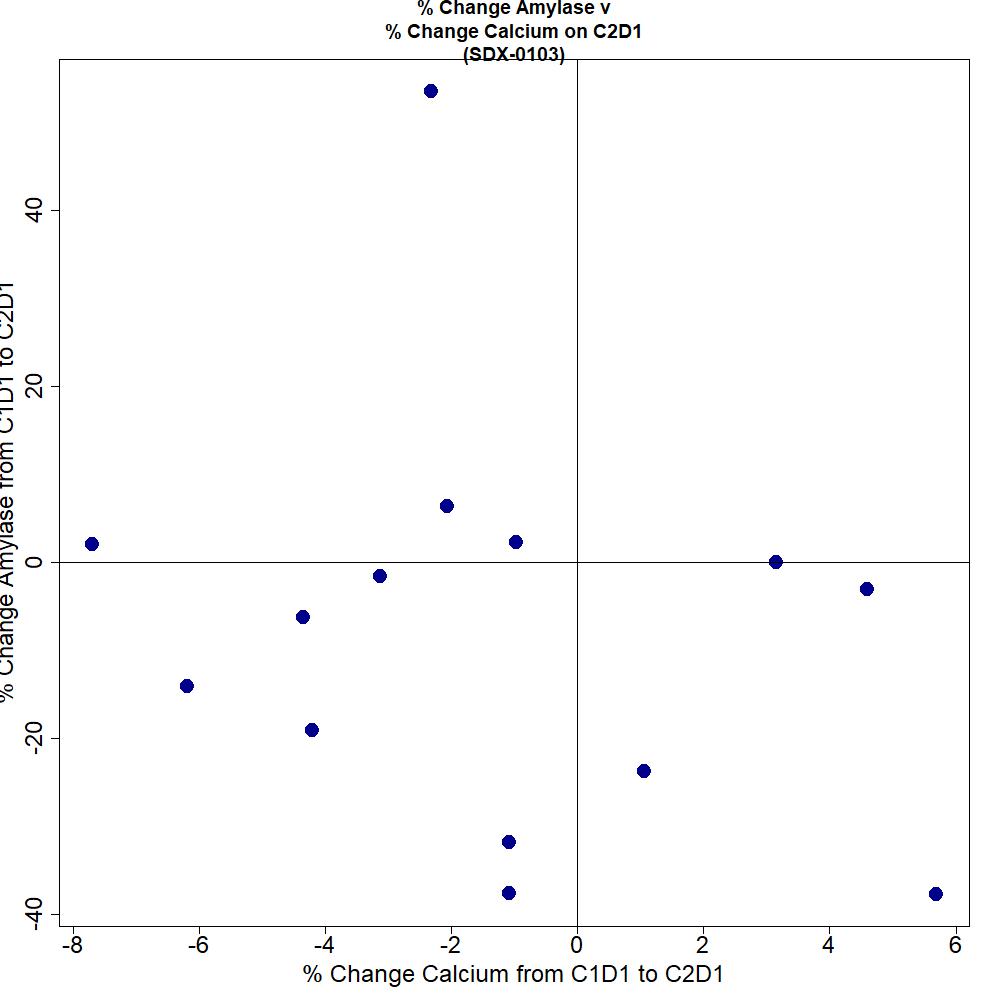 % Change Amylase v
% Change Calcium on C2D1
(SDX-0103)
% Change Amylase from C1D1 to C2D1
40
20
0
-20
-40
-8 -6 -4 -2 0 2 4 6
% Change Calcium from C1D1 to C2D1